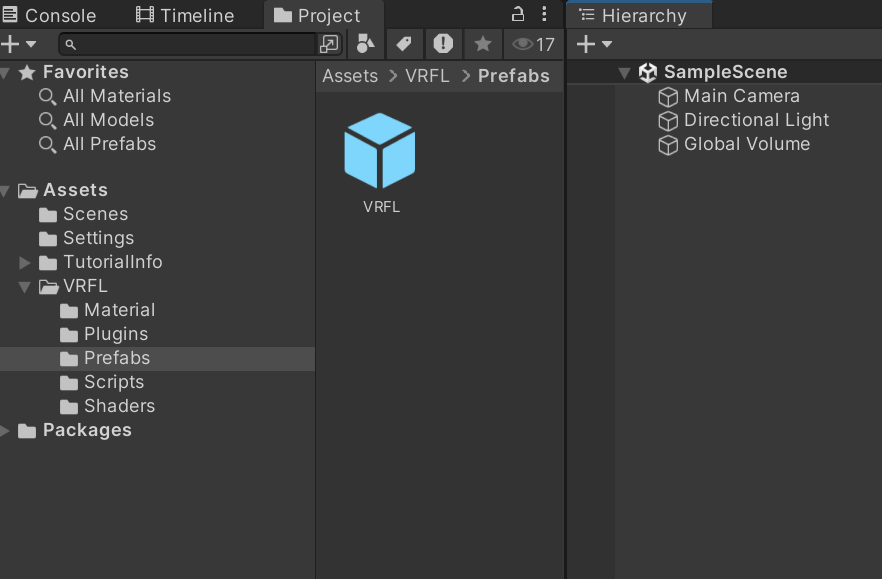 Console Timeline Project
17
Favorites
All Materials
All Models
All Prefabs
Assets
Scenes
Settings
TutorialInfo
VRFL
Material
Plugins
Prefabs
Scripts
Shaders
Packages
Assets > VRFL > Prefabs
VRFL
Hierarchy
SampleScene
Main Camera
Directional Light
Global Volume